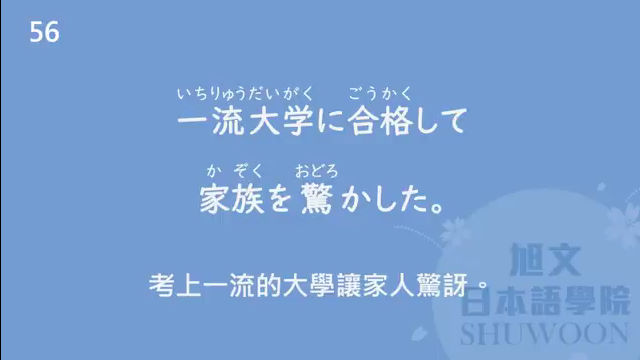 56
いちりゅうだいがく ごうかく
一流大学に合格して
かぞく おどろ
家族を驚かした。
考上一流的大學讓家人驚訝。
旭文
日本語學院
SHUWOON